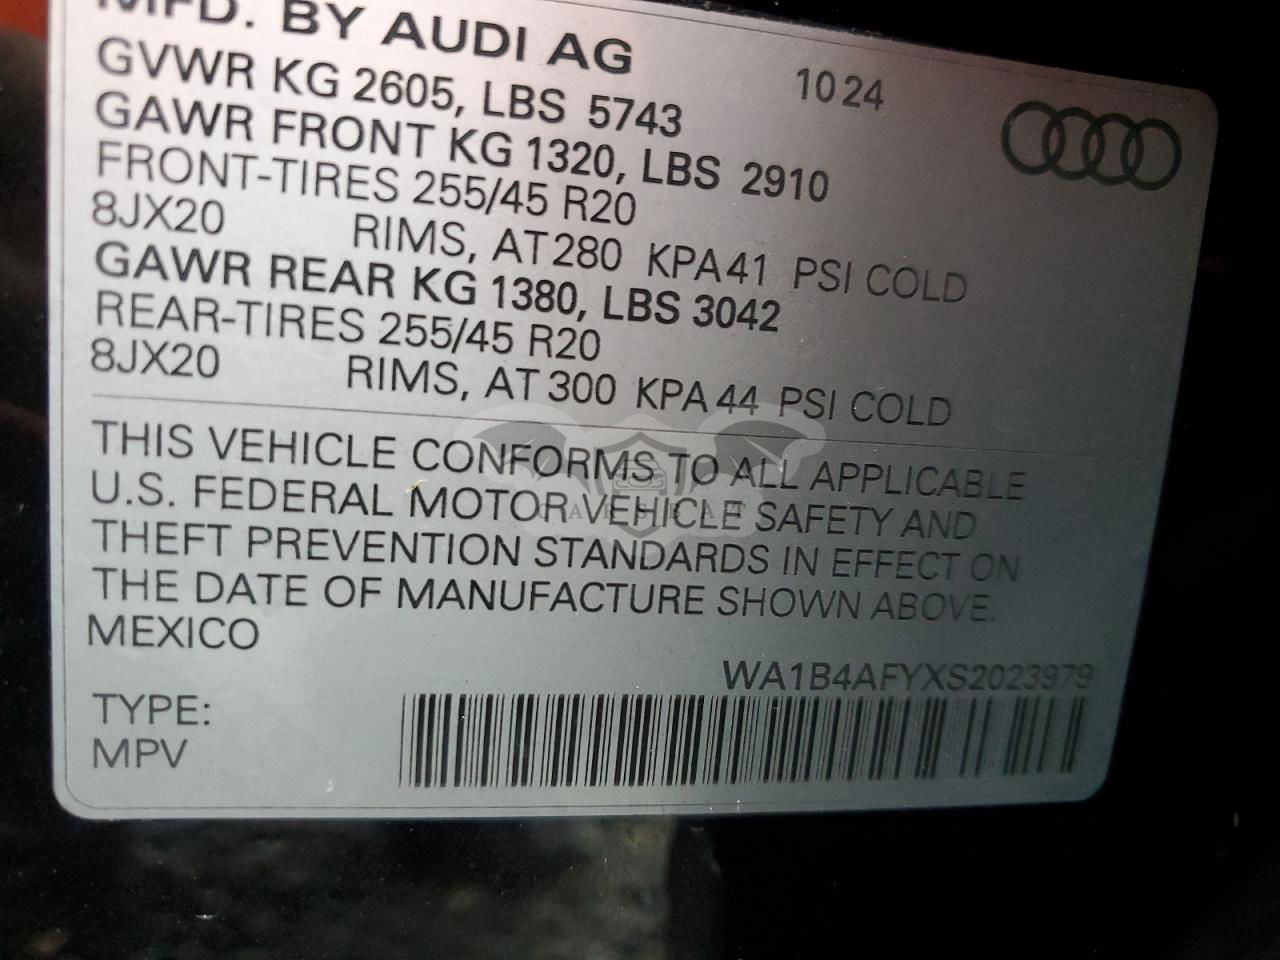 MFD. BY AUDI AG
10 24
GVWR KG 2605, LBS 5743
GAWR FRONT KG 1320, LBS 2910
FRONT-TIRES 255/45 R20
8JX20 RIMS, AT 280 KPA 41 PSI COLD
GAWR REAR KG 1380, LBS 3042
REAR-TIRES 255/45 R20
8JX20 RIMS, AT 300 KPA 44 PSI COLD
THIS VEHICLE CONFORMS TO ALL APPLICABLE
U.S. FEDERAL MOTOR VEHICLE SAFETY AND
THEFT PREVENTION STANDARDS IN EFFECT ON
THE DATE OF MANUFACTURE SHOWN ABOVE.
MEXICO
WA1B4AFYXS2023979
TYPE:
MPV